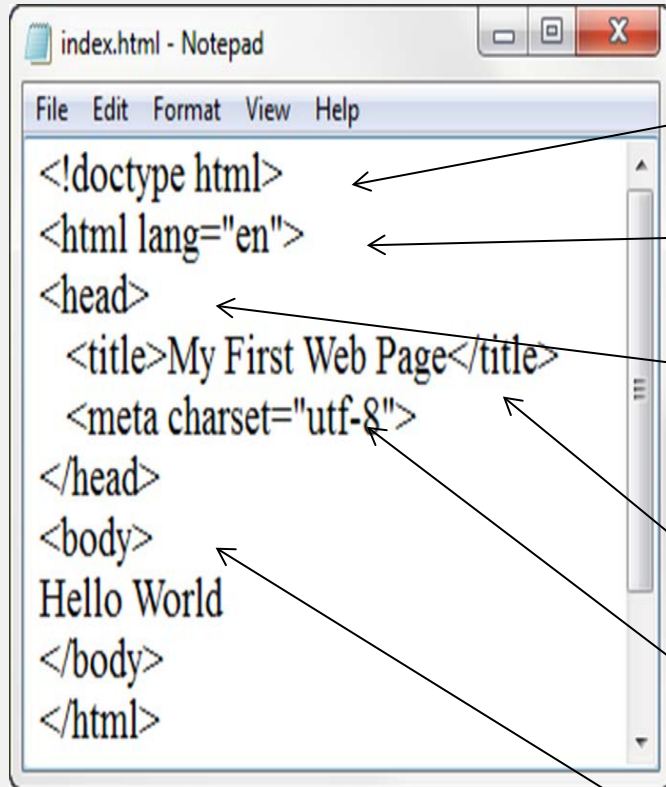 index.html - Notepad
File Edit Format View Help
<!doctype html>
<html lang="en">
<head>
<title>My First Web Page</title>
<meta charset="utf-8">
</head>
<body>
Hello World
</body>
</html>